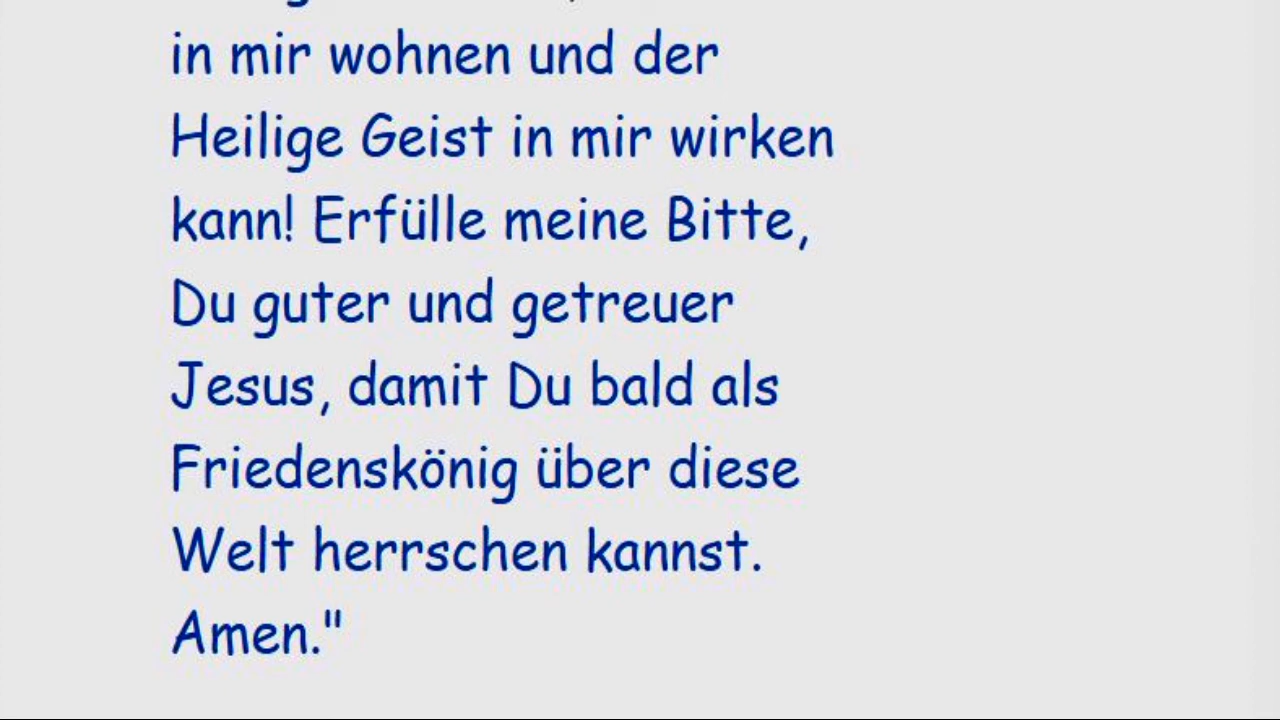 in mir wohnen und der
Heilige Geist in mir wirken
kann! Erfülle meine Bitte,
Du guter und getreuer
Jesus, damit Du bald als
Friedenskönig über diese
Welt herrschen kannst.
Amen."